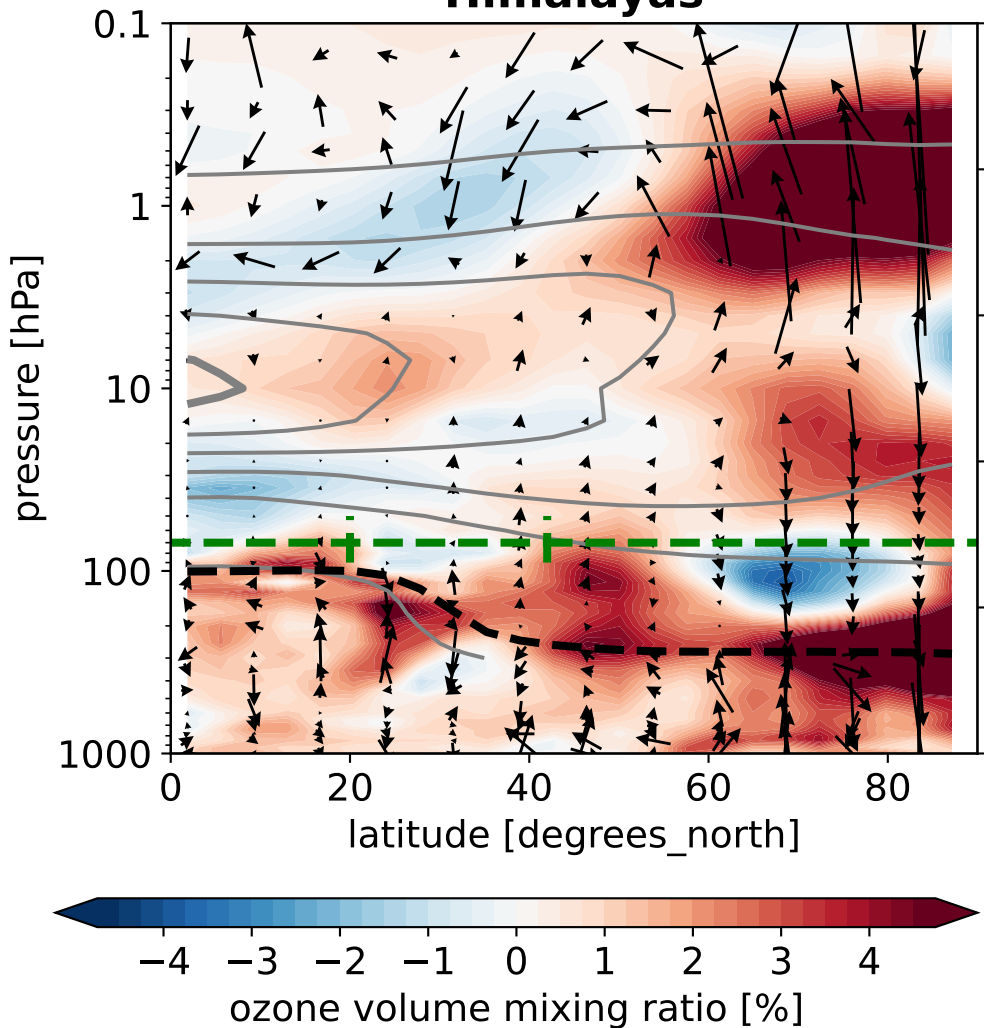 Himalayas
0.1
1
10
100
1000
pressure [hPa]
0 20 40 60 80
latitude [degrees_north]
−4 −3 −2 −1 0 1 2 3 4
ozone volume mixing ratio [%]